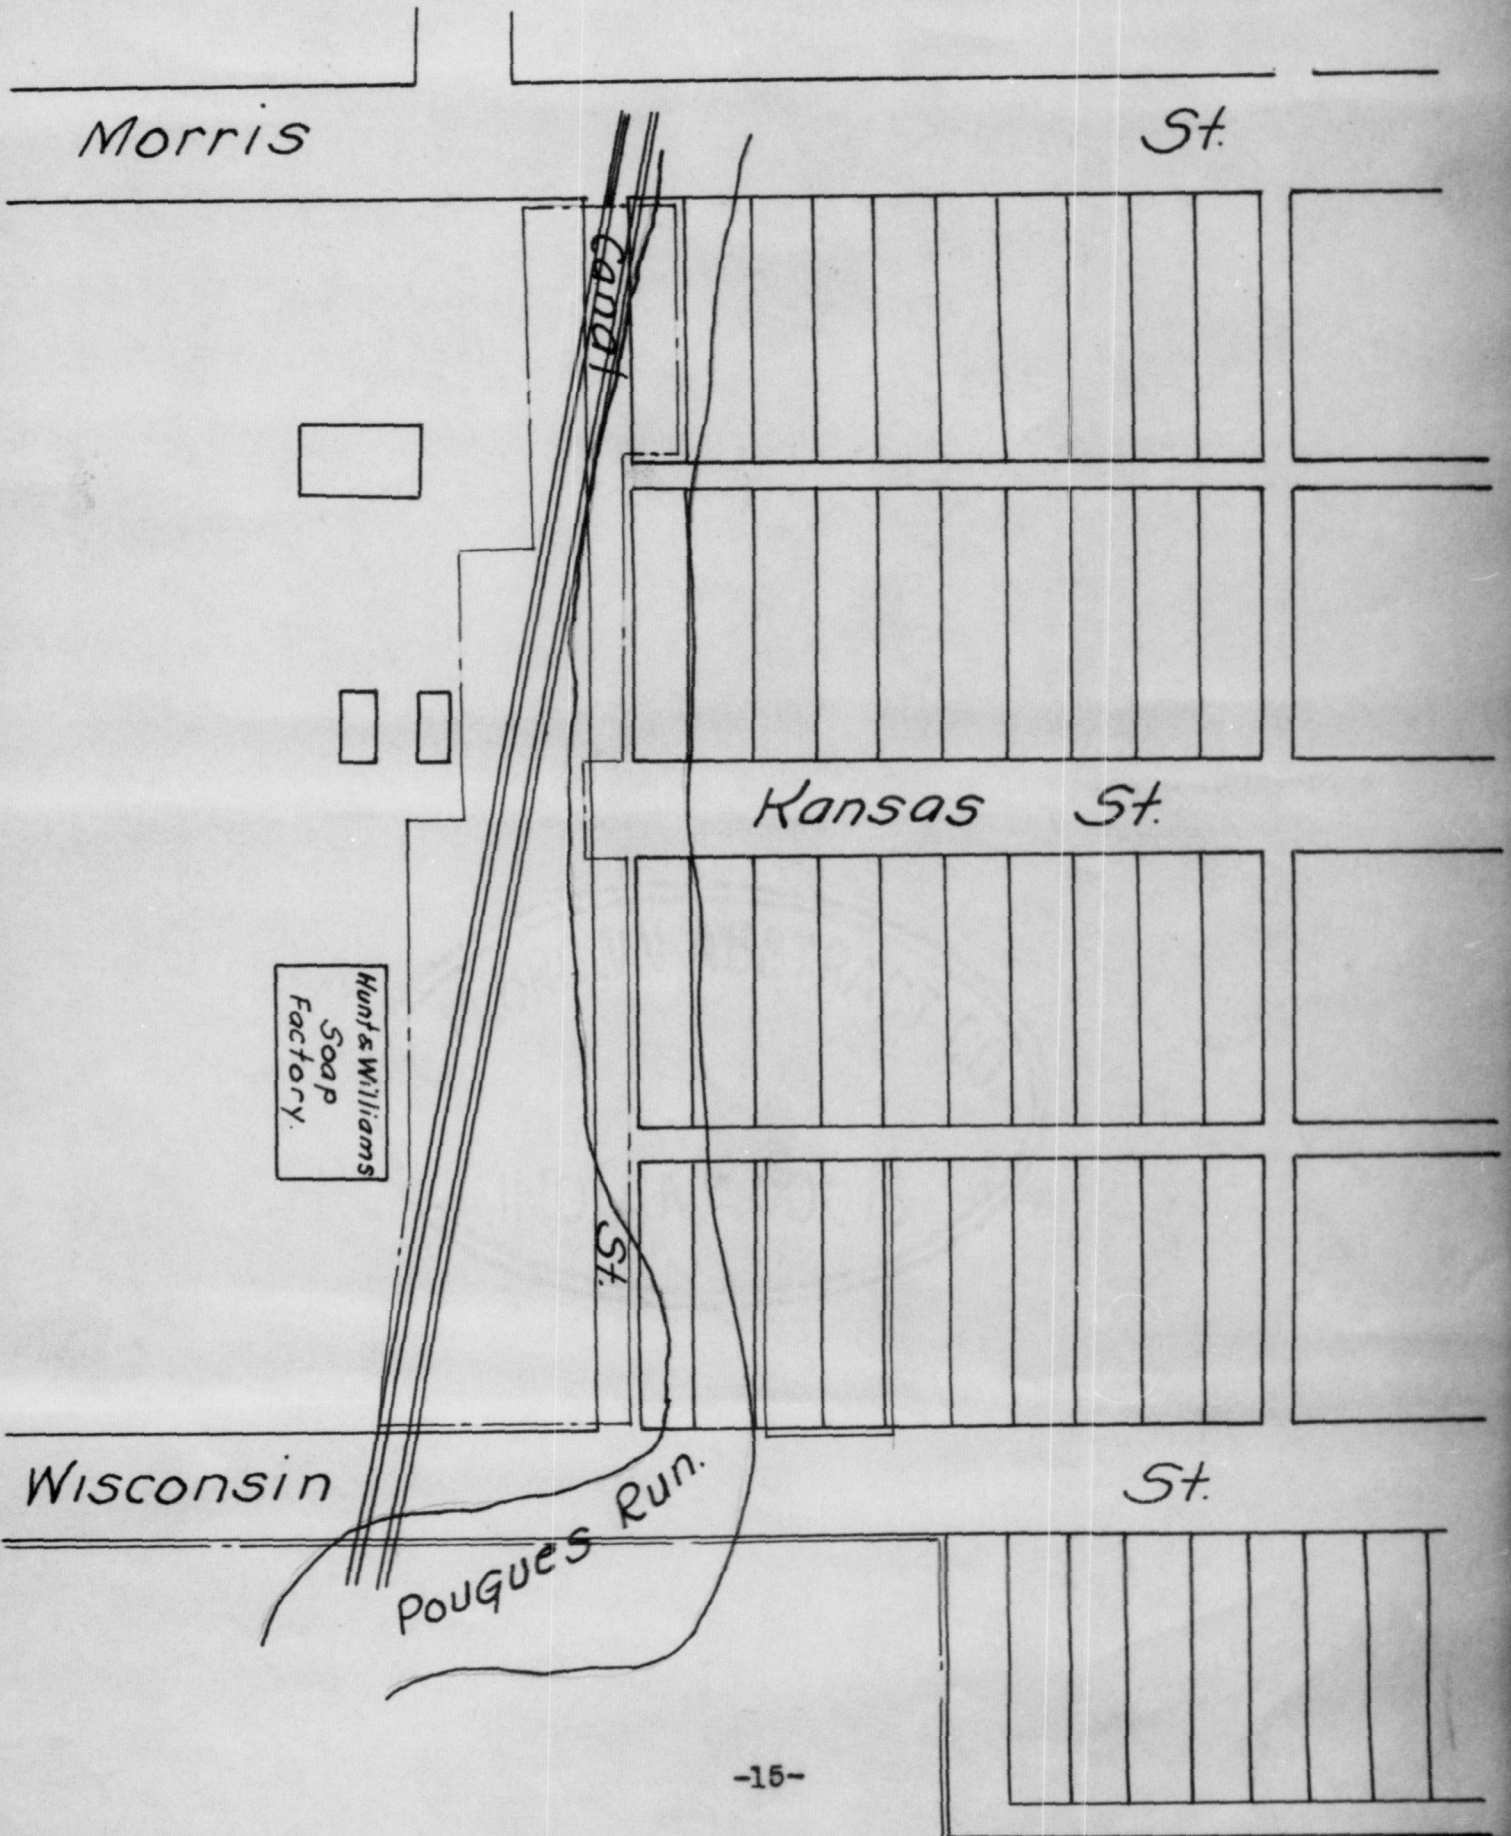 Morris St.
Canal St.
Kansas St.
Hunt & Williams
Soap
Factory.
Wisconsin St.
Pougues Run.
-15-